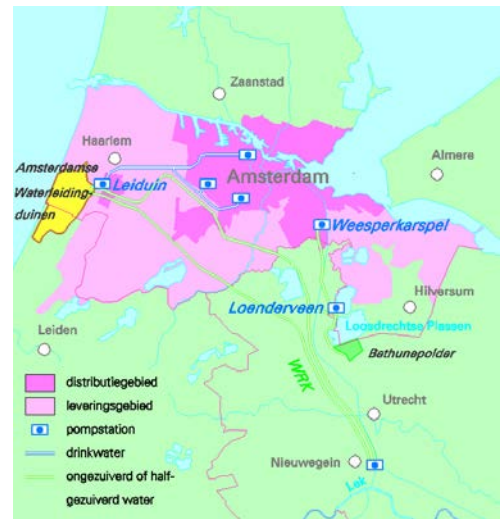 Zaanstad
Haarlem
Almere
Amsterdamse
Waterleiding-
duinen
Leiduin
Amsterdam
Weesperkarspel
Loenderveen
Hilversum
Loosdrechtse Plassen
Bethunepolder
Leiden
WRK
Utrecht
Nieuwegein
Lek
distributiegebied
leveringsgebied
pompstation
drinkwater
ongezuiverd of half-
gezuiverd water